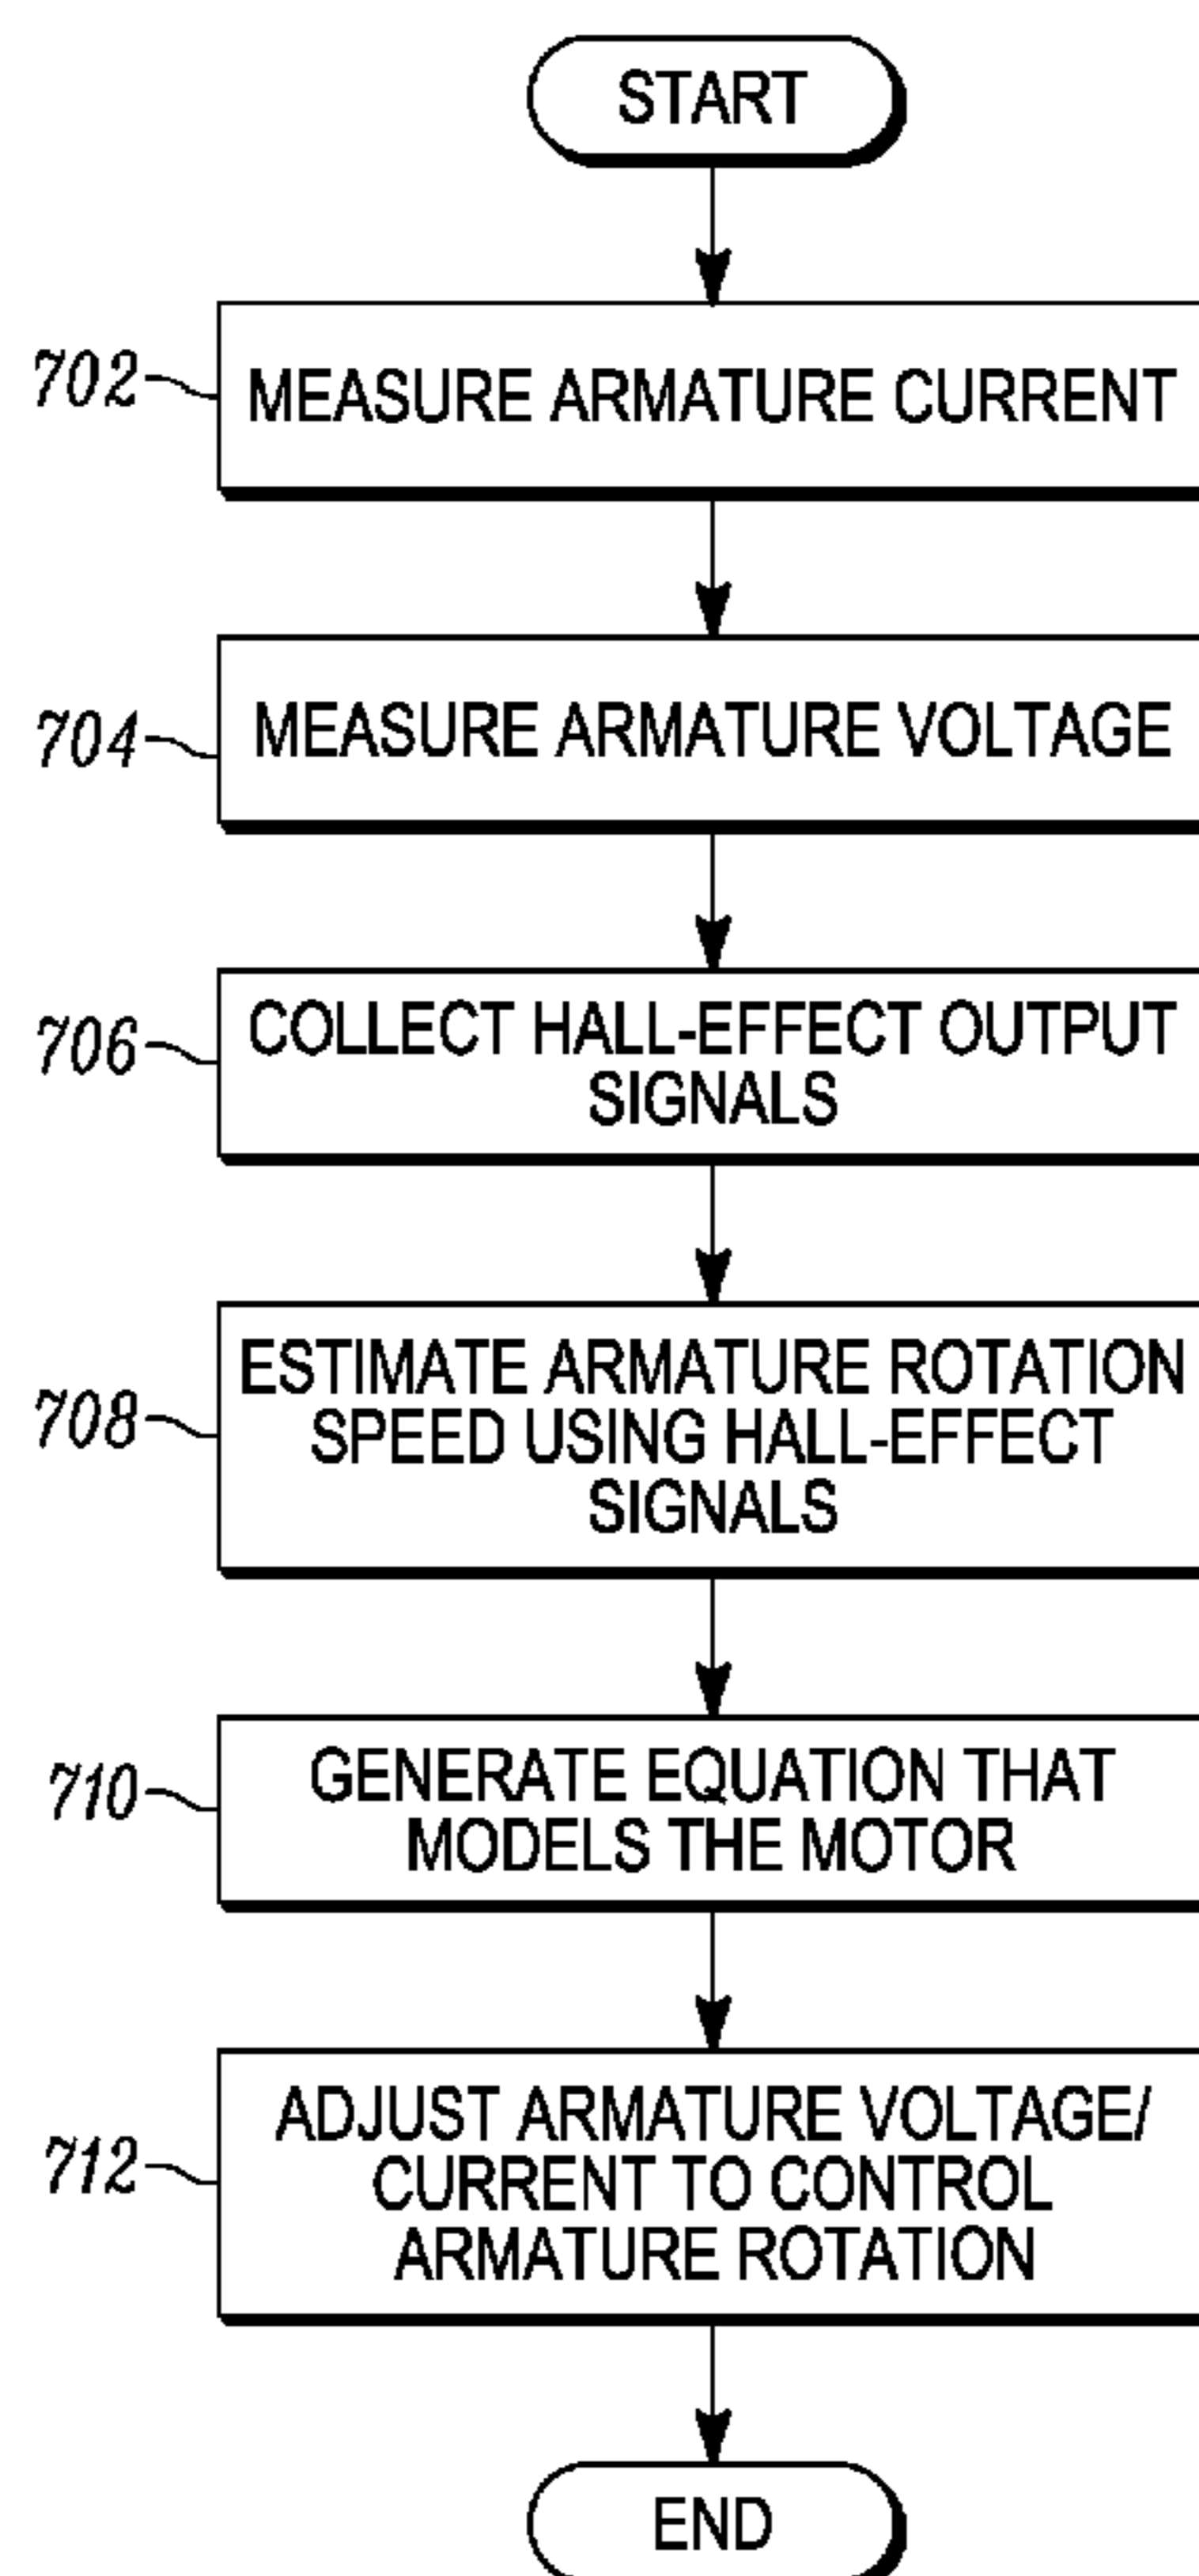 START
702
MEASURE ARMATURE CURRENT
704
MEASURE ARMATURE VOLTAGE
706
COLLECT HALL-EFFECT OUTPUT
SIGNALS
708
ESTIMATE ARMATURE ROTATION
SPEED USING HALL-EFFECT
SIGNALS
710
GENERATE EQUATION THAT
MODELS THE MOTOR
712
ADJUST ARMATURE VOLTAGE/
CURRENT TO CONTROL
ARMATURE ROTATION
END